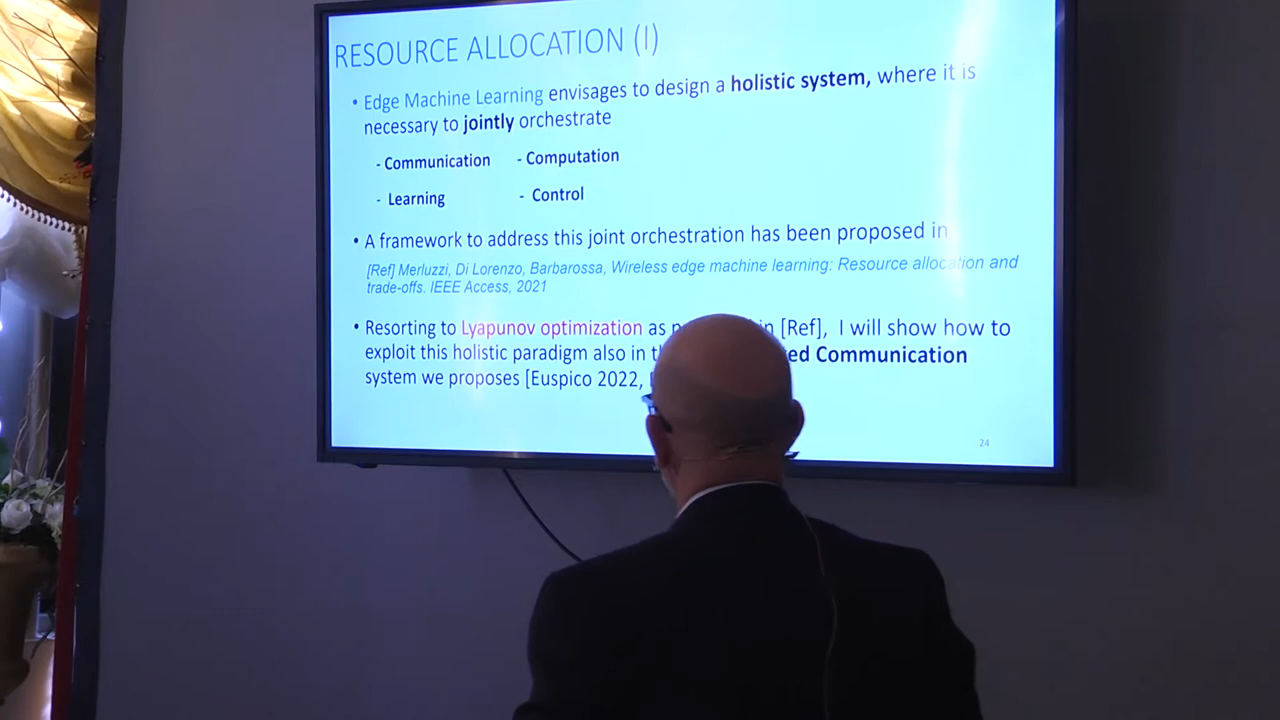 RESOURCE ALLOCATION (I)
• Edge Machine Learning envisages to design a holistic system, where it is
necessary to jointly orchestrate
- Communication - Computation
- Learning - Control
• A framework to address this joint orchestration has been proposed in
[Ref] Merluzzi, Di Lorenzo, Barbarossa, Wireless edge machine learning: Resource allocation and
trade-offs. IEEE Access, 2021
• Resorting to Lyapunov optimization as in [Ref], I will show how to
exploit this holistic paradigm also in Communication
system we proposes [Euspico 2022,
24